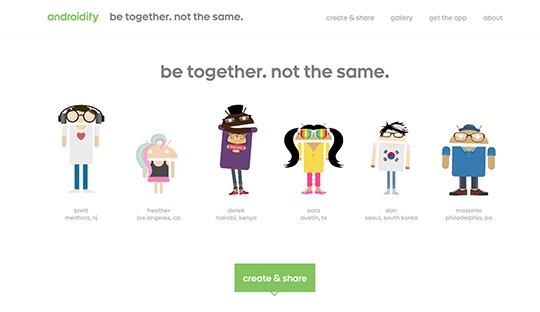 androidify be together. not the same. create & share gallery get the app about
be together. not the same.
brett heather derek sara dan massimo
medford, nj los angeles, ca nairobi, kenya austin, tx seoul, south korea philadelphia, pa
create & share